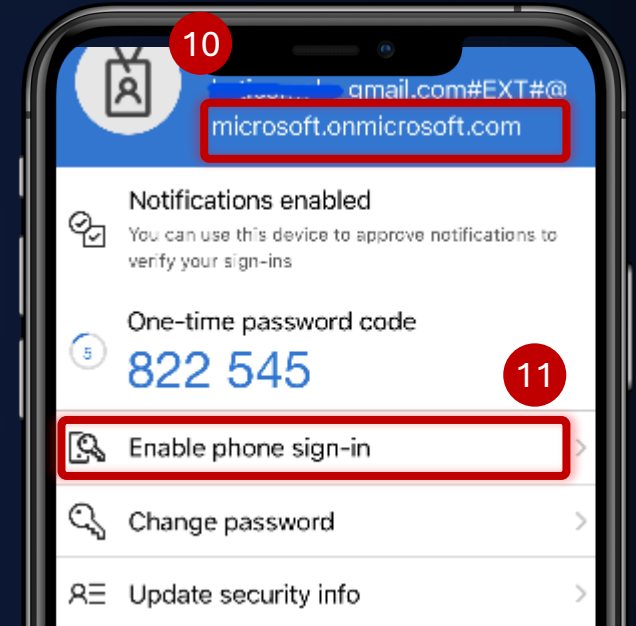 10
gmail.com#EXT#@
microsoft.onmicrosoft.com
Notifications enabled
You can use this device to approve notifications to
verify your sign-ins
One-time password code
5
822 545
11
Enable phone sign-in
Change password
Update security info